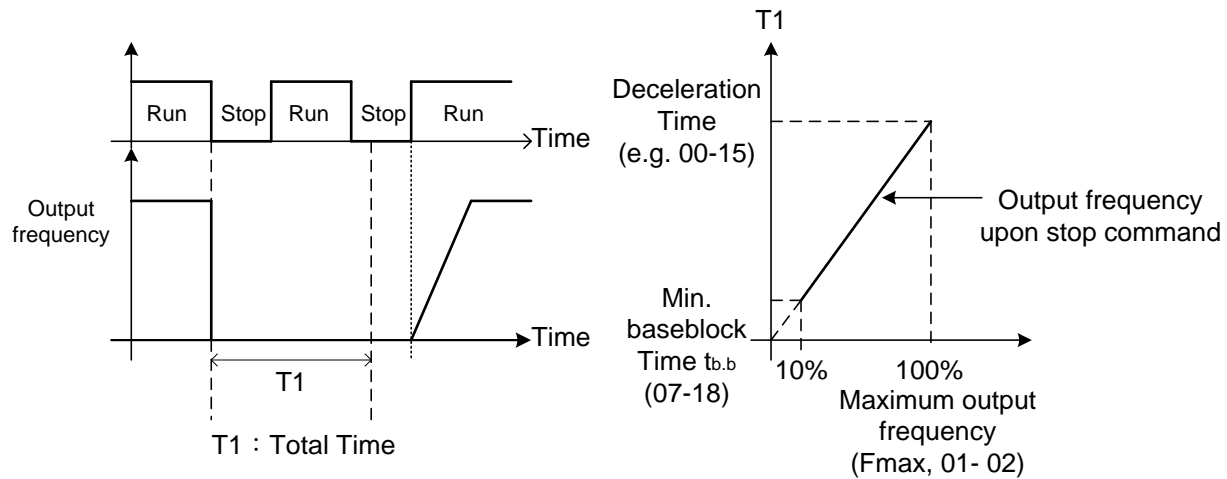 Run
Stop
Run
Stop
Run
Time
Output
frequency
Time
T1
T1：Total Time
T1
Deceleration
Time
(e.g. 00-15)
Output frequency
upon stop command
Min.
baseblock
Time tb.b
(07-18)
10%
100%
Maximum output
frequency
(Fmax, 01- 02)